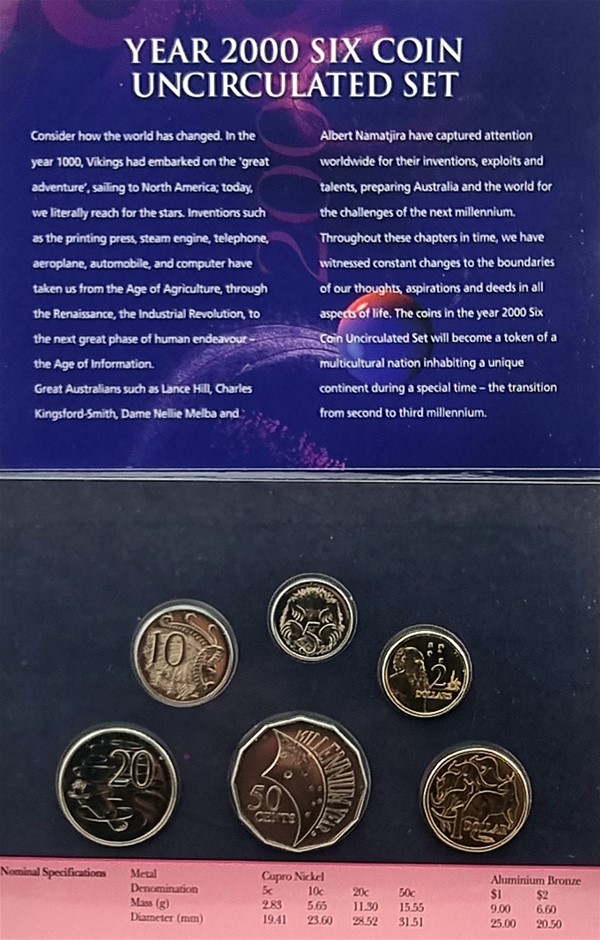 YEAR 2000 SIX COIN
UNCIRCULATED SET
Consider how the world has changed. In the
year 1000, Vikings had embarked on the 'great
adventure', sailing to North America; today,
we literally reach for the stars. Inventions such
as the printing press, steam engine, telephone,
aeroplane, automobile, and computer have
taken us from the Age of Agriculture, through
the Renaissance, the Industrial Revolution, to
the next great phase of human endeavour –
the Age of Information.
Great Australians such as Lance Hill, Charles
Kingsford-Smith, Dame Nellie Melba and
Albert Namatjira have captured attention
worldwide for their inventions, exploits and
talents, preparing Australia and the world for
the challenges of the next millennium.
Throughout these chapters in time, we have
witnessed constant changes to the boundaries
of our thoughts, aspirations and deeds in all
aspects of life. The coins in the year 2000 Six
Coin Uncirculated Set will become a token of a
multicultural nation inhabiting a unique
continent during a special time – the transition
from second to third millennium.
200
5
10
2
DOLLARS
20
50
CENTS
MILLENNIUM YEAR
1 DOLLAR
Nominal Specifications Metal Cupro Nickel Aluminium Bronze
Denomination 5c 10c 20c 50c $1 $2
Mass (g) 2.83 5.65 11.30 15.55 9.00 6.60
Diameter (mm) 19.41 23.60 28.52 31.51 25.00 20.50